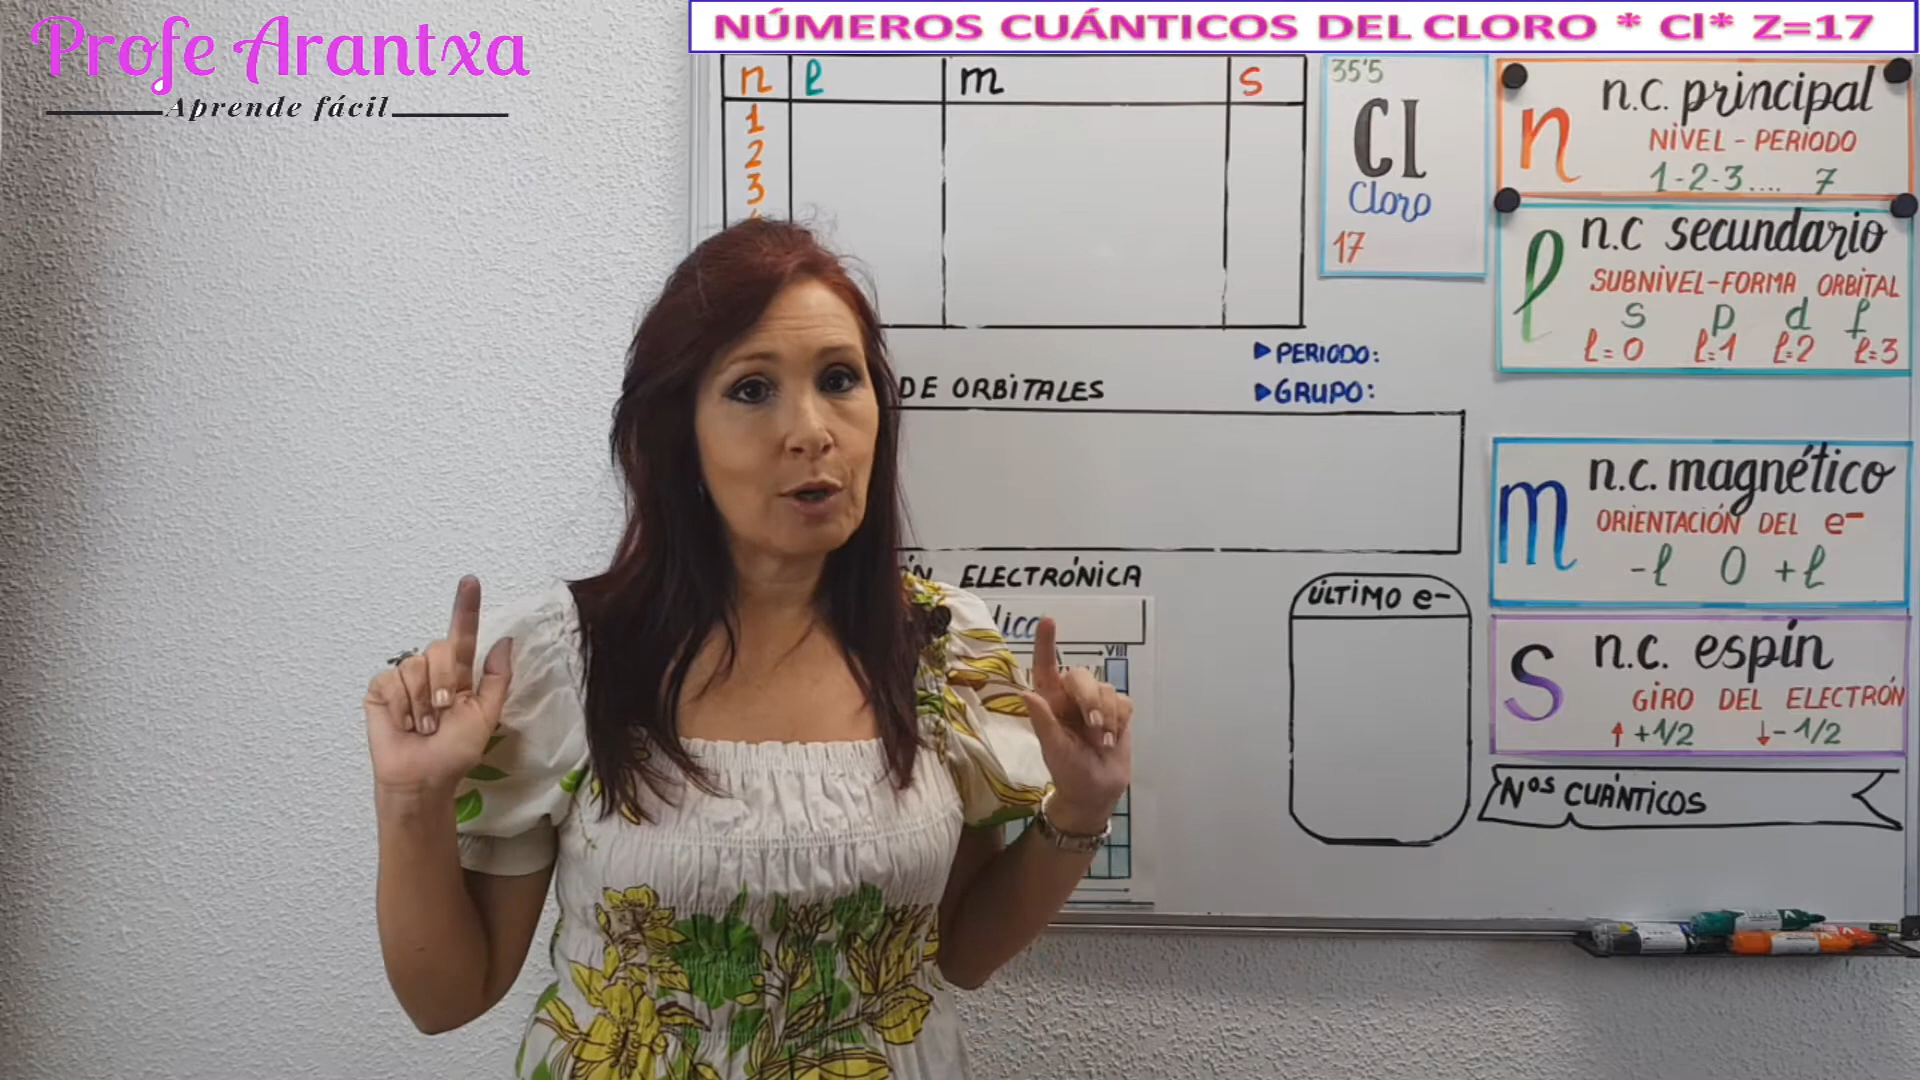 Profe Arantxa
Aprende fácil
NÚMEROS CUÁNTICOS DEL CLORO * Cl* Z=17
n l m s
1
2
3
35'5
Cl
Cloro
17
n n.c. principal
NIVEL - PERIODO
1-2-3.... 7
l n.c secundario
SUBNIVEL-FORMA ORBITAL
s p d f
l=0 l=1 l=2 l=3
▶PERIODO:
▶GRUPO:
DE ORBITALES
m n.c. magnético
ORIENTACIÓN DEL e-
-l 0 +l
ELECTRÓNICA
VIII
ÚLTIMO e-
s n.c. espín
GIRO DEL ELECTRÓN
↑+1/2 ↓-1/2
Nos CUÁNTICOS